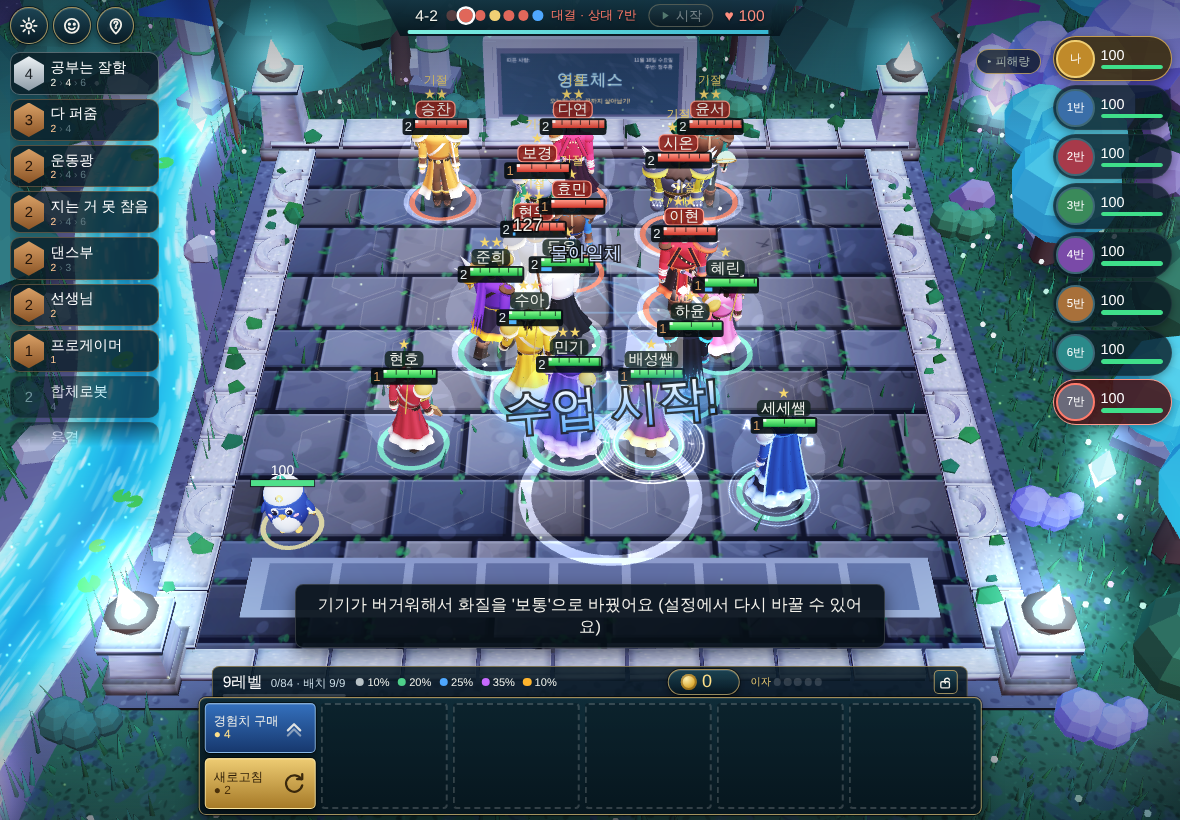 4-2
대결 · 상대 7반
시작
♥ 100
4
공부는 잘함
2 › 4 › 6
3
다 퍼줌
2 › 4
2
운동광
2 › 4 › 6
2
지는 거 못 참음
2 › 4 › 6
2
댄스부
2 › 3
2
선생님
2
1
프로게이머
1
2
합체로봇
4
피해량
나
100
1반
100
2반
100
3반
100
4반
100
5반
100
6반
100
7반
100
기절
승찬
2
다연
2
기절
윤서
2
시온
2
보경
1
효민
1
127
2
이현
2
준희
2
2
물아일체
혜린
1
수아
2
하윤
1
민기
2
현호
1
배성쌤
1
세세쌤
1
수업 시작!
100
기기가 버거워해서 화질을 '보통'으로 바꿨어요 (설정에서 다시 바꿀 수 있어
요)
9레벨
0/84 · 배치 9/9
10%
20%
25%
35%
10%
0
이자
경험치 구매
4
새로고침
2